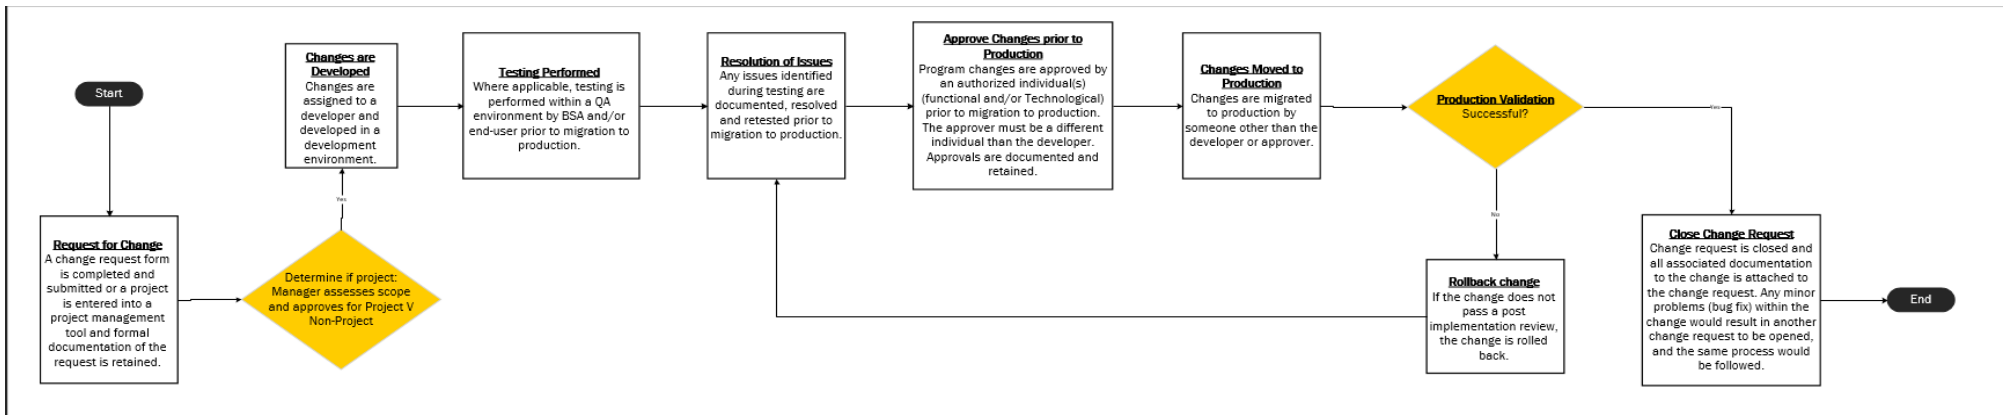 Start
Request for Change
A change request form
is completed and
submitted or a project
is entered into a
project management
tool and formal
documentation of the
request is retained.
Determine if project:
Manager assesses scope
and approves for Project V
Non-Project
Yes
Changes are
Developed
Changes are
assigned to a
developer and
developed in a
development
environment.
Testing Performed
Where applicable, testing is
performed within a QA
environment by BSA and/or
end-user prior to migration to
production.
Resolution of Issues
Any issues identified
during testing are
documented, resolved
and retested prior to
migration to production.
Approve Changes prior to
Production
Program changes are approved by
an authorized individual(s)
(functional and/or Technological)
prior to migration to production.
The approver must be a different
individual than the developer.
Approvals are documented and
retained.
Changes Moved to
Production
Changes are migrated
to production by
someone other than the
developer or approver.
Production Validation
Successful?
Yes
No
Rollback change
If the change does not
pass a post
implementation review,
the change is rolled
back.
Close Change Request
Change request is closed and
all associated documentation
to the change is attached to
the change request. Any minor
problems (bug fix) within the
change would result in another
change request to be opened,
and the same process would
be followed.
End